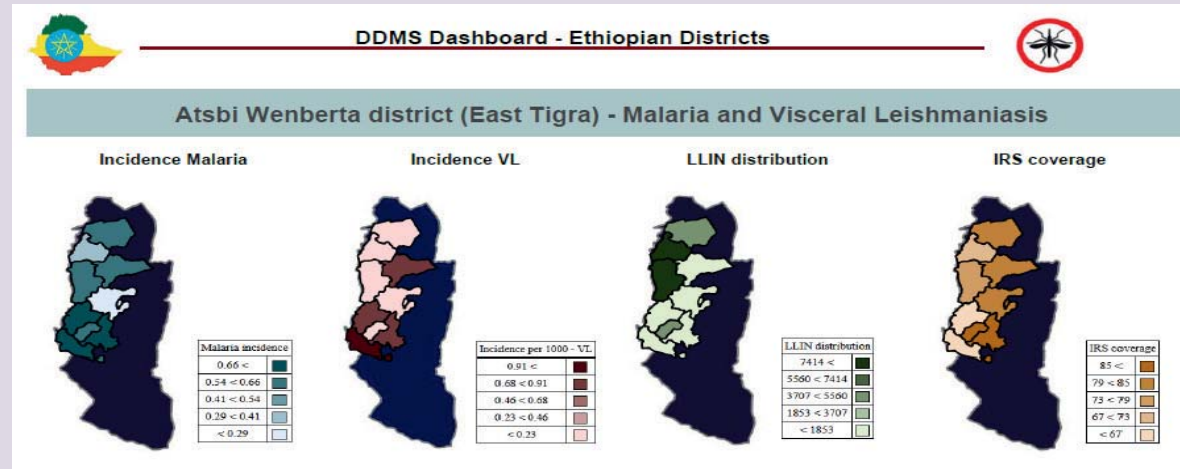 DDMS Dashboard - Ethiopian Districts
Atsbi Wenberta district (East Tigra) - Malaria and Visceral Leishmaniasis
Incidence Malaria
Incidence VL
LLIN distribution
IRS coverage
Malaria incidence
0.66 <
0.54 < 0.66
0.41 < 0.54
0.29 < 0.41
< 0.29
Incidence per 1000 - VL
0.91 <
0.68 < 0.91
0.46 < 0.68
0.23 < 0.46
< 0.23
LLIN distribution
7414 <
5560 < 7414
3707 < 5560
1853 < 3707
< 1853
IRS coverage
85 <
79 < 85
73 < 79
67 < 73
< 67